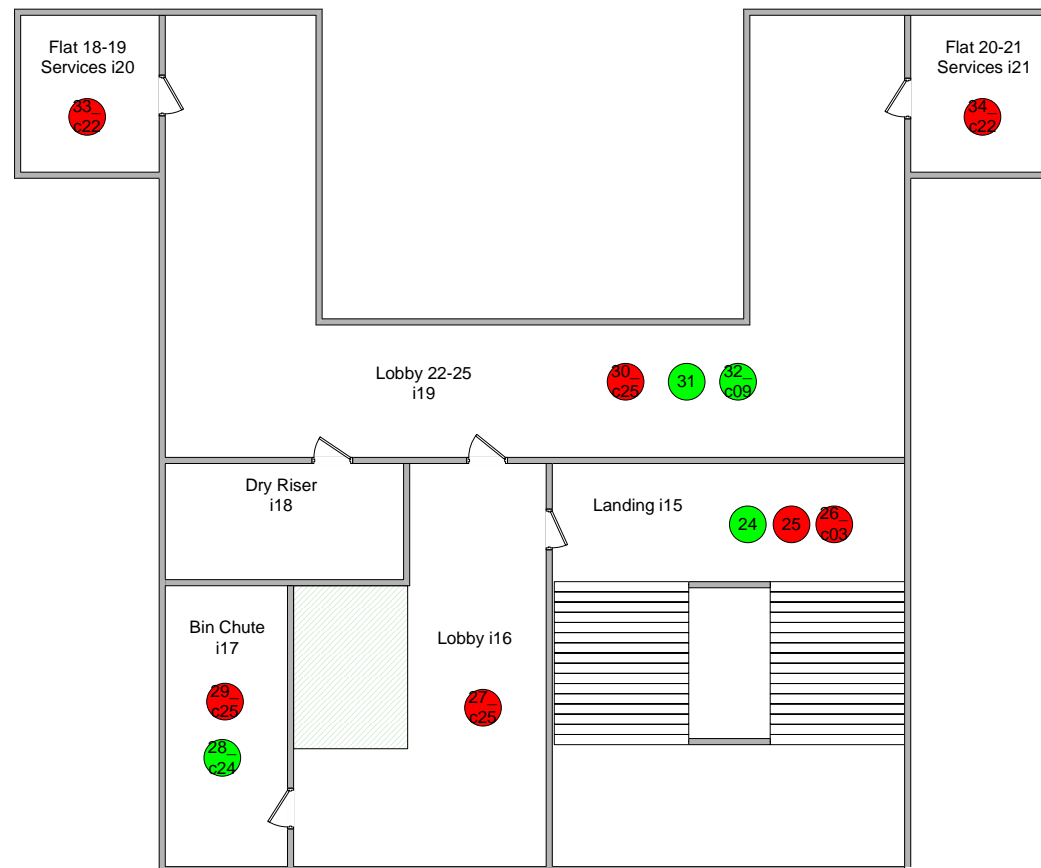 Flat 18-19
Services i20
33_
c22
Flat 20-21
Services i21
34_
c22
Lobby 22-25
i19
30_
c25
31
32_
c09
Dry Riser
i18
Landing i15
24
25
26_
c03
Bin Chute
i17
29_
c25
28_
c24
Lobby i16
27_
c25